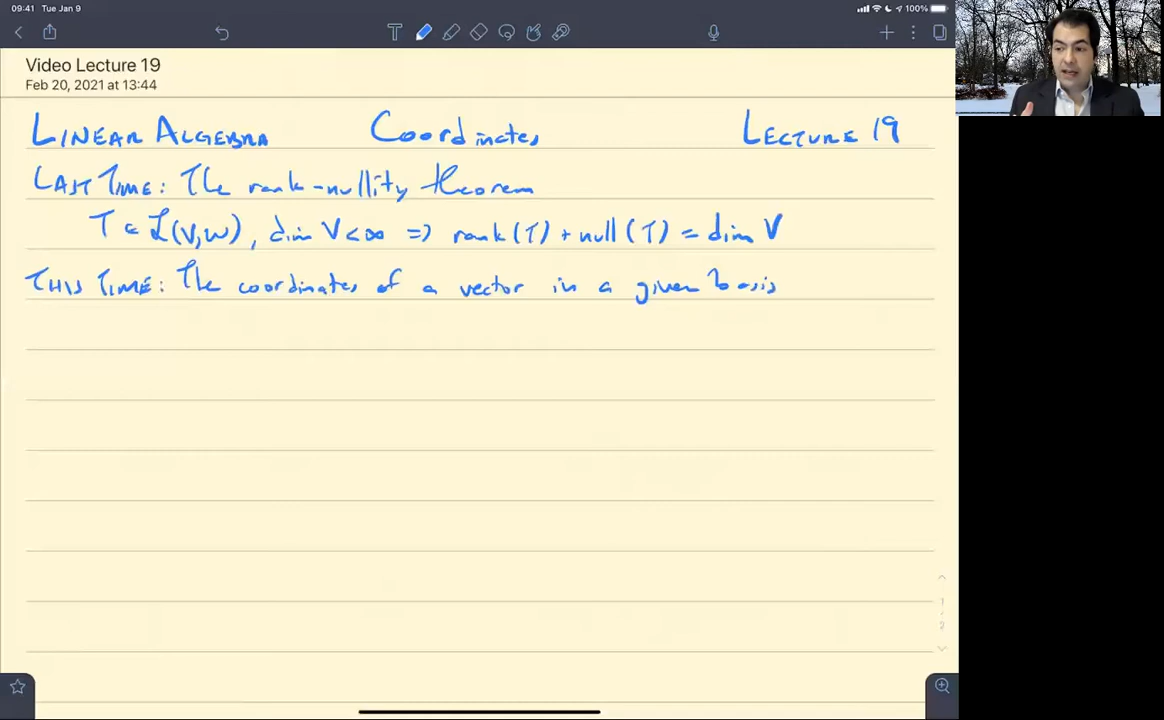 09:41 Tue Jan 9
100%
Video Lecture 19
Feb 20, 2021 at 13:44
LINEAR ALGEBRA Coordinates LECTURE 19
LAST TIME: The rank-nullity theorem
T ∈ ℒ(V,W), dim V < ∞ ⇒ rank(T) + null(T) = dim V
THIS TIME: The coordinates of a vector in a given basis
1
2